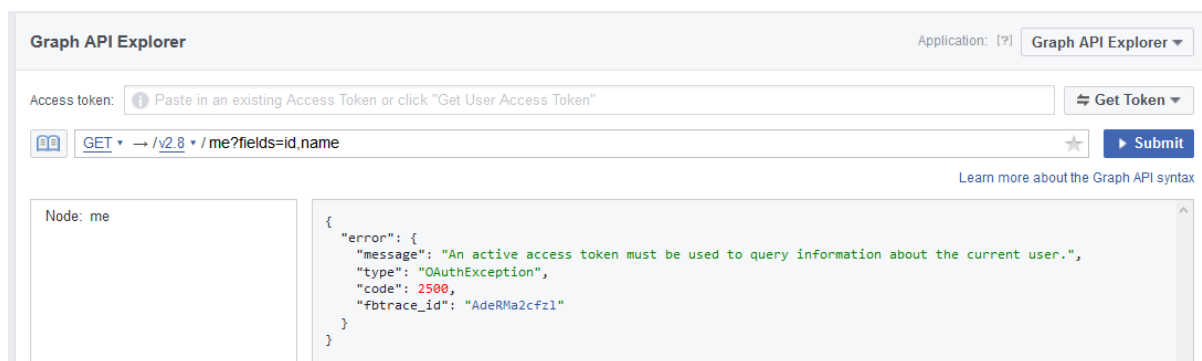 Graph API Explorer
Application: [?] Graph API Explorer
Access token: Paste in an existing Access Token or click "Get User Access Token"
Get Token
GET → /v2.8 / me?fields=id,name
Submit
Learn more about the Graph API syntax
Node: me
{
"error": {
"message": "An active access token must be used to query information about the current user.",
"type": "OAuthException",
"code": 2500,
"fbtrace_id": "AdeRMa2cfzl"
}
}